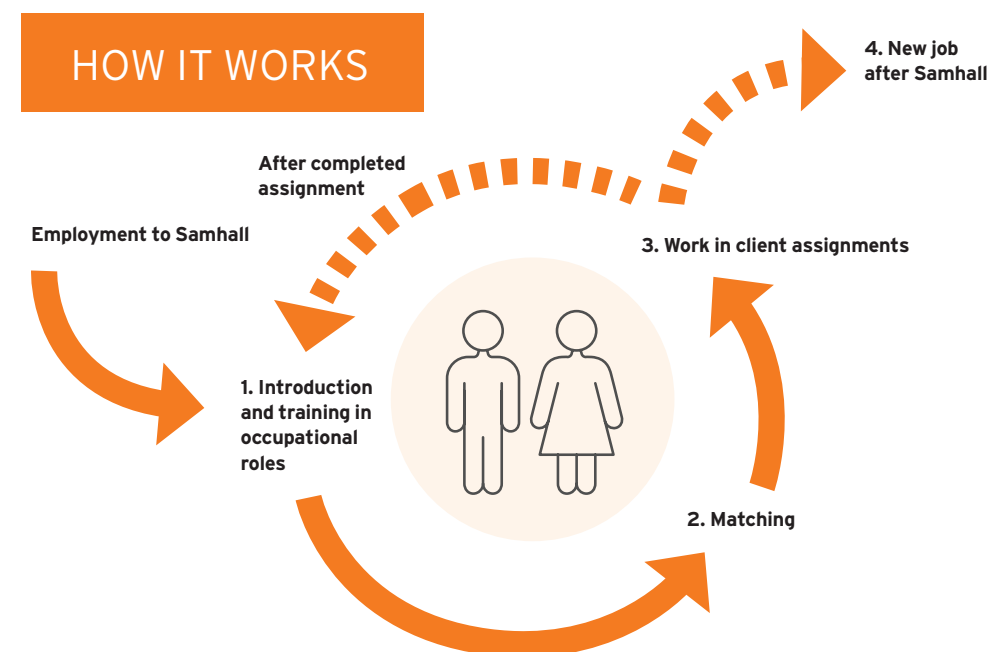 HOW IT WORKS
4. New job
after Samhall
After completed
assignment
Employment to Samhall
3. Work in client assignments
1. Introduction
and training in
occupational
roles
2. Matching